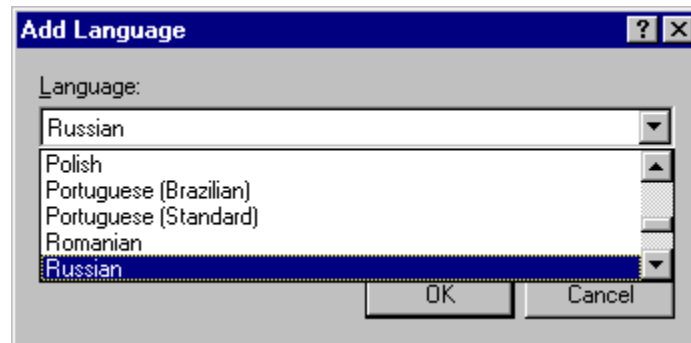 Add Language
Language:
Russian
Polish
Portuguese (Brazilian)
Portuguese (Standard)
Romanian
Russian
OK Cancel